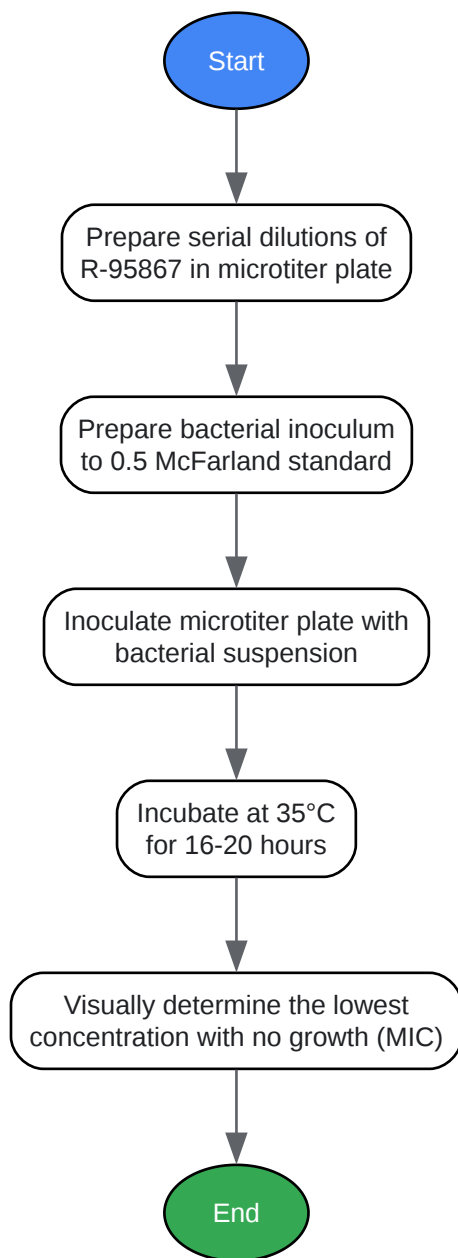 Start
Prepare serial dilutions of
R-95867 in microtiter plate
Prepare bacterial inoculum
to 0.5 McFarland standard
Inoculate microtiter plate with
bacterial suspension
Incubate at 35°C
for 16-20 hours
Visually determine the lowest
concentration with no growth (MIC)
End